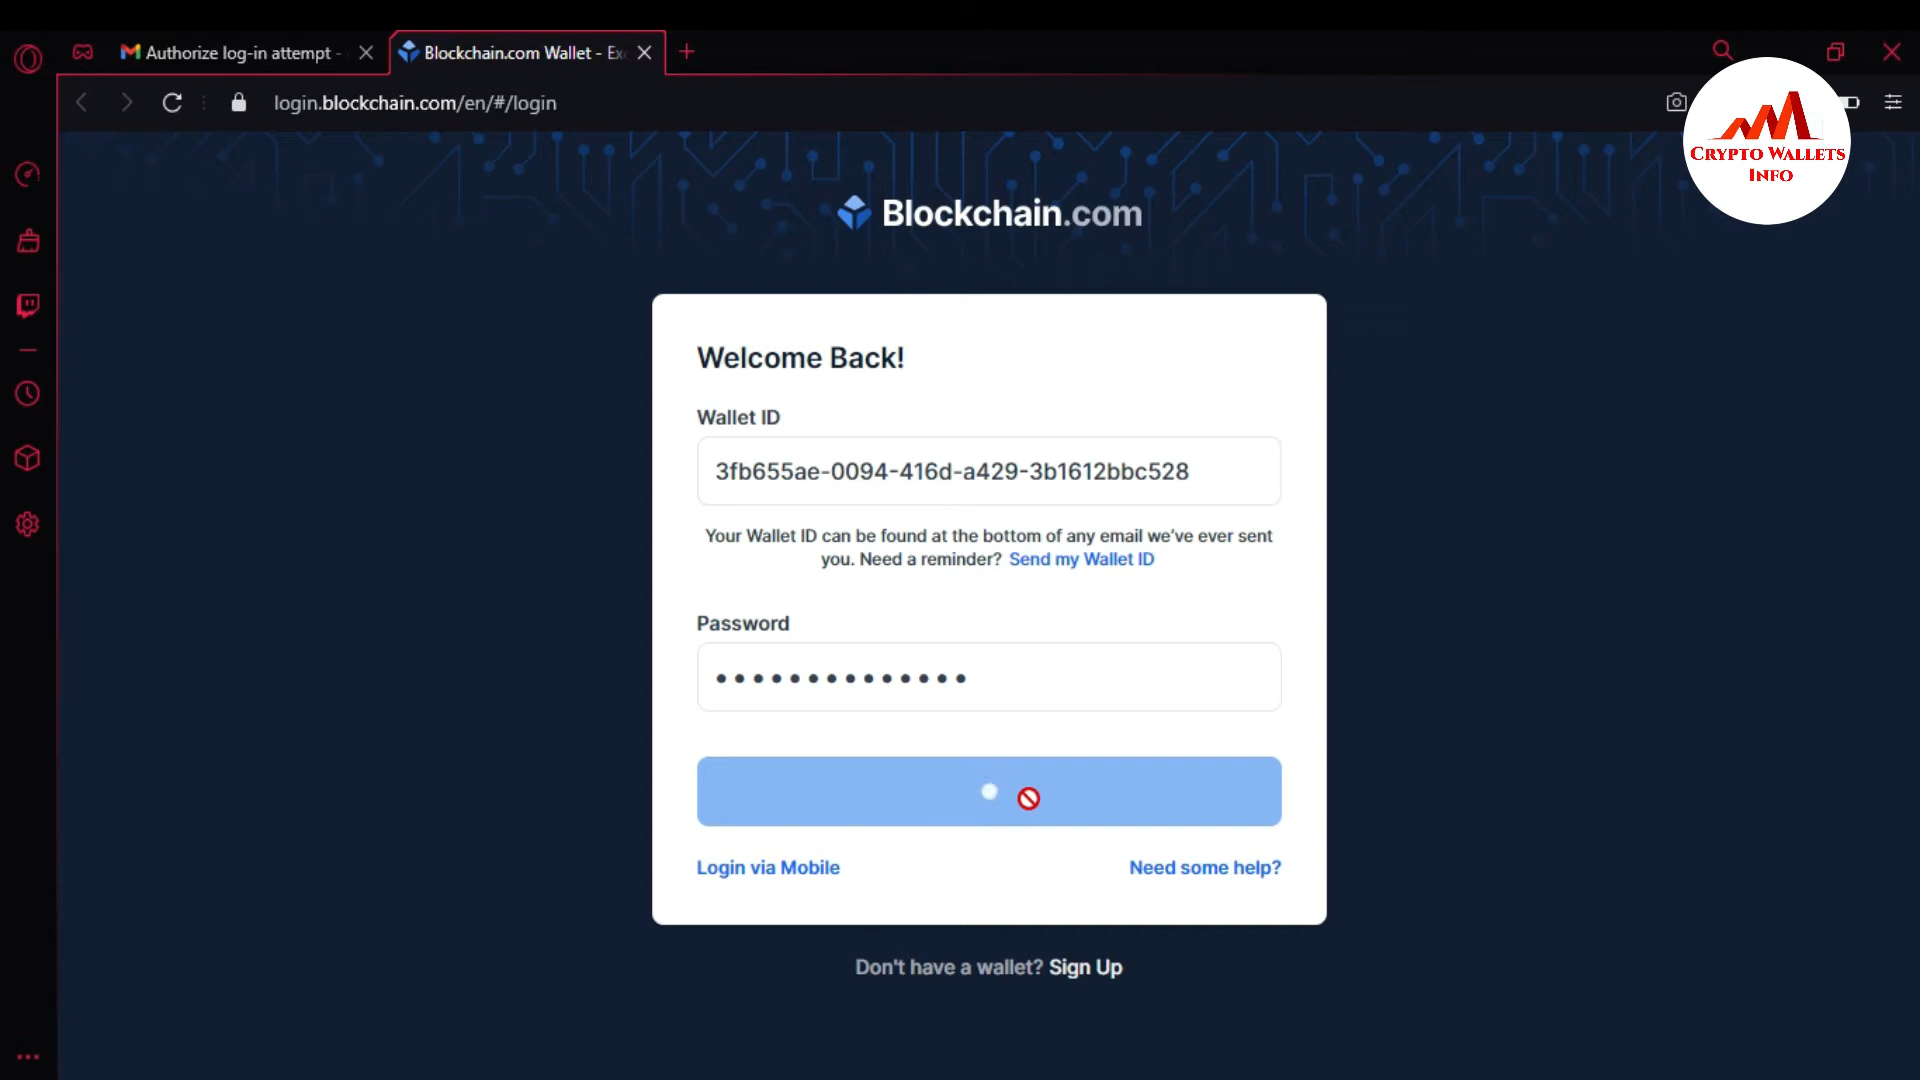 Authorize log-in attempt -
Blockchain.com Wallet - Ex
login.blockchain.com/en/#/login
CRYPTO WALLETS
INFO
Blockchain.com
Welcome Back!
Wallet ID
3fb655ae-0094-416d-a429-3b1612bbc528
Your Wallet ID can be found at the bottom of any email we've ever sent
you. Need a reminder? Send my Wallet ID
Password
Login via Mobile
Need some help?
Don't have a wallet? Sign Up